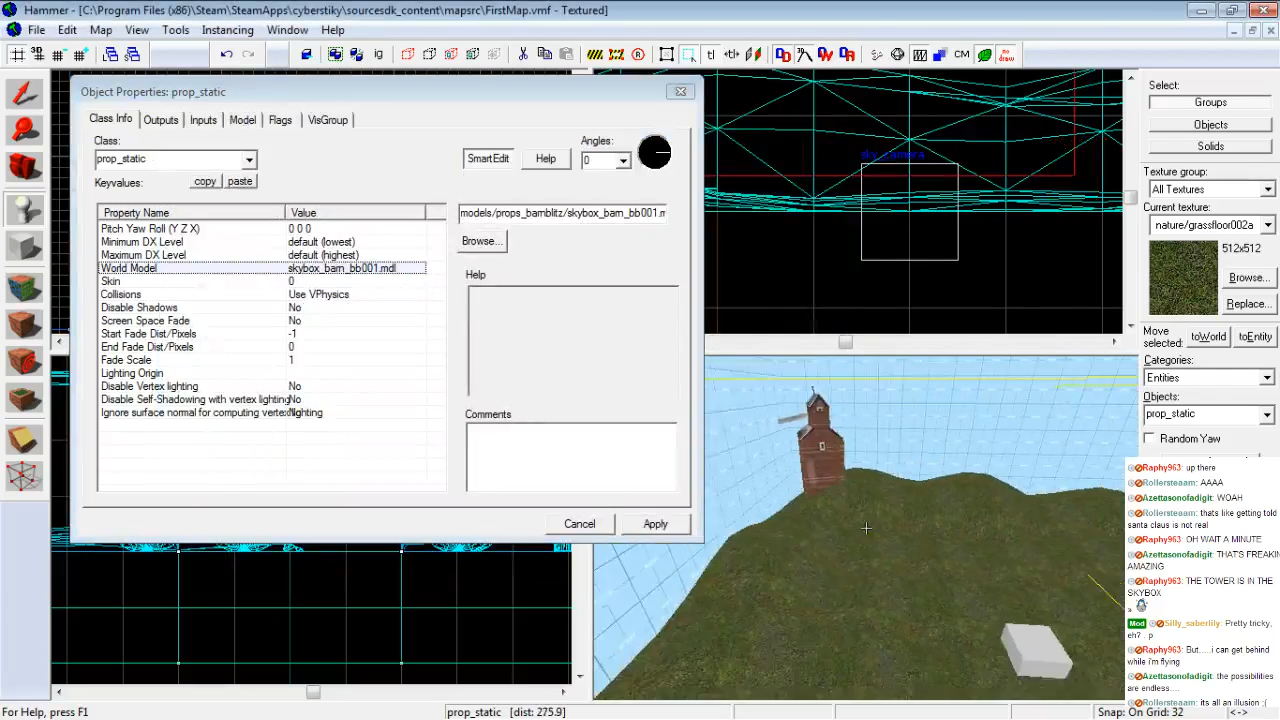 Hammer - [C:\Program Files (x86)\Steam\SteamApps\cyberstiky\sourcesdk_content\mapsrc\FirstMap.vmf - Textured]
File Edit Map View Tools Instancing Window Help
3D
ig
CM
no draw
Object Properties: prop_static
Class Info Outputs Inputs Model Flags VisGroup
Class:
prop_static
SmartEdit
Help
Angles:
0
Keyvalues:
copy
paste
Property Name Value
Pitch Yaw Roll (Y Z X) 0 0 0
Minimum DX Level default (lowest)
Maximum DX Level default (highest)
World Model skybox_barn_bb001.mdl
Skin 0
Collisions Use VPhysics
Disable Shadows No
Screen Space Fade No
Start Fade Dist/Pixels -1
End Fade Dist/Pixels 0
Fade Scale 1
Lighting Origin
Disable Vertex lighting No
Disable Self-Shadowing with vertex lighting No
Ignore surface normal for computing vertex lighting
models/props_barnblitz/skybox_barn_bb001.m
Browse...
Help
Comments
Cancel
Apply
sky_camera
Select:
Groups
Objects
Solids
Texture group:
All Textures
Current texture:
nature/grassfloor002a
512x512
Browse...
Replace...
Move selected:
toWorld
toEntity
Categories:
Entities
Objects:
prop_static
Random Yaw
Raphy963: up there
Rollersteaam: AAAA
Azettasonofadigit: WOAH
Rollersteaam: thats like getting told
santa claus is not real
Raphy963: OH WAIT A MINUTE
Azettasonofadigit: THAT'S FREAKIN
AMAZING
Raphy963: THE TOWER IS IN THE
SKYBOX
Mod Silly_saberlily: Pretty tricky,
eh? . p
Raphy963: But.....i can get behind
while i'm flying
Azettasonofadigit: the possibilities
are endless....
Rollersteaam: its all an illusion :(
For Help, press F1
prop_static [dist: 275.9]
Snap: On Grid: 32
<->